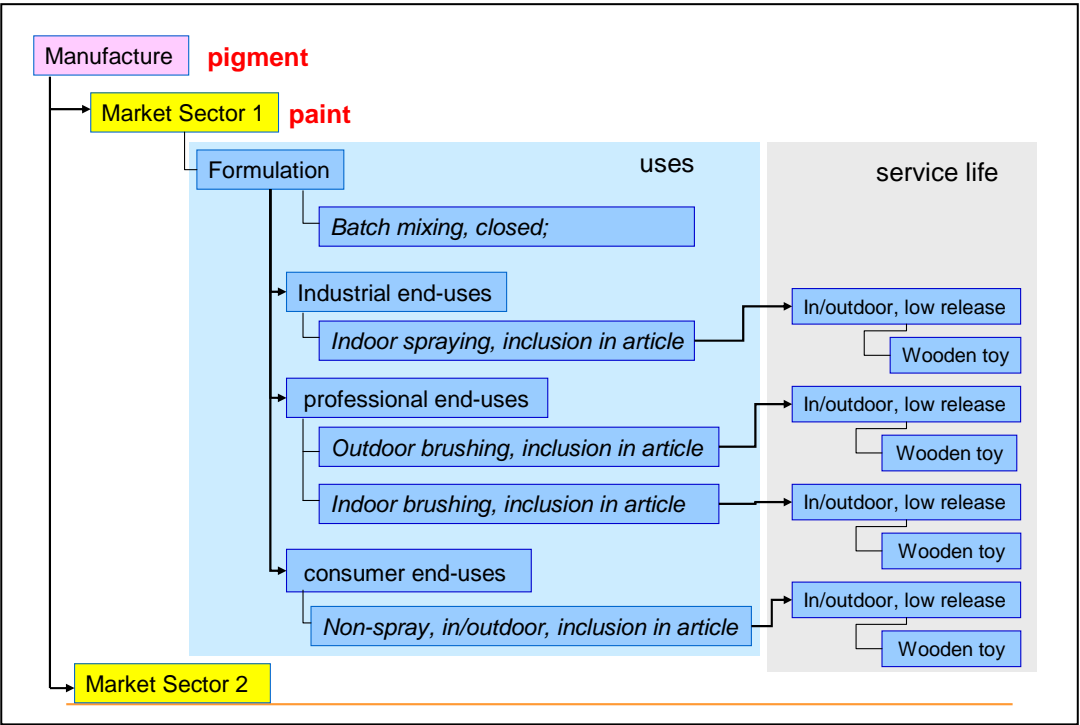 Manufacture pigment
Market Sector 1 paint
uses
service life
Formulation
Batch mixing, closed;
Industrial end-uses
In/outdoor, low release
Indoor spraying, inclusion in article
Wooden toy
professional end-uses
In/outdoor, low release
Outdoor brushing, inclusion in article
Wooden toy
Indoor brushing, inclusion in article
In/outdoor, low release
Wooden toy
consumer end-uses
In/outdoor, low release
Non-spray, in/outdoor, inclusion in article
Wooden toy
Market Sector 2